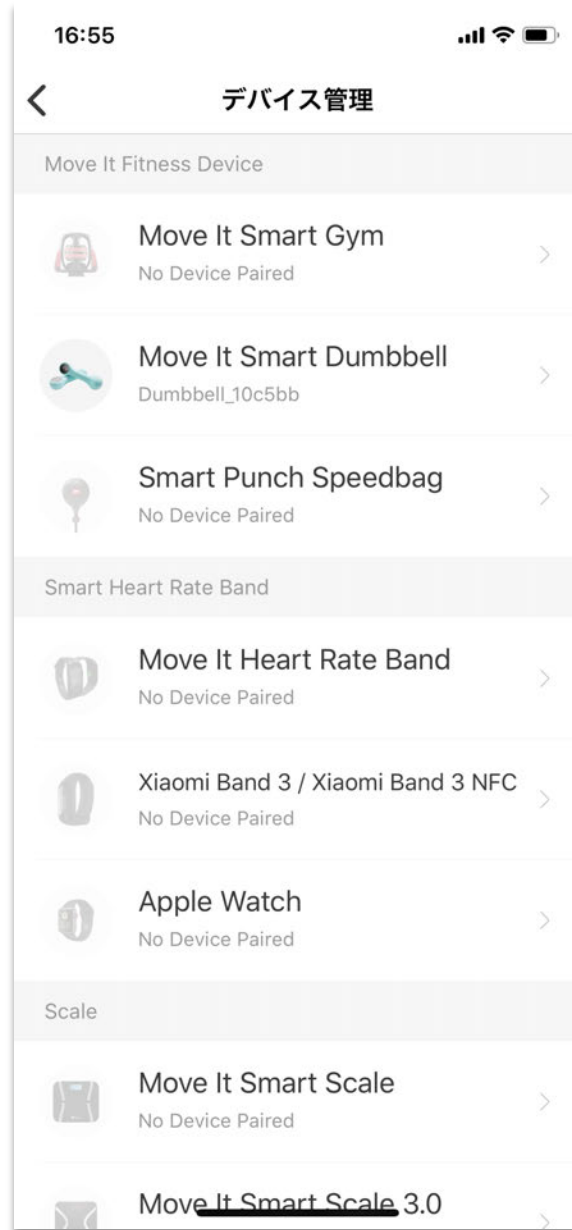 16:55
デバイス管理
Move It Fitness Device
Move It Smart Gym
No Device Paired
Move It Smart Dumbbell
Dumbbell_10c5bb
Smart Punch Speedbag
No Device Paired
Smart Heart Rate Band
Move It Heart Rate Band
No Device Paired
Xiaomi Band 3 / Xiaomi Band 3 NFC
No Device Paired
Apple Watch
No Device Paired
Scale
Move It Smart Scale
No Device Paired
Move It Smart Scale 3.0